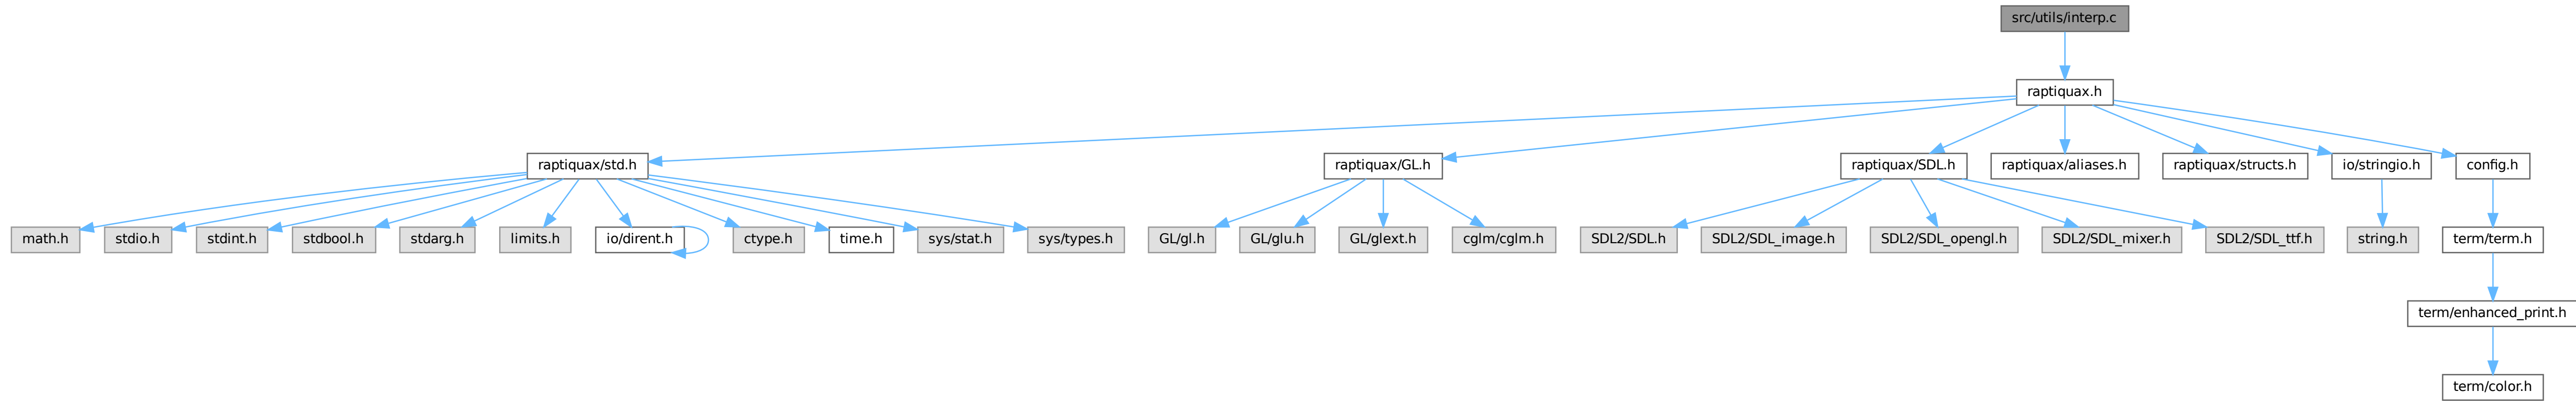 src/utils/interp.c
raptiquax.h
raptiquax/std.h
raptiquax/GL.h
raptiquax/SDL.h
raptiquax/aliases.h
raptiquax/structs.h
io/stringio.h
config.h
math.h
stdio.h
stdint.h
stdbool.h
stdarg.h
limits.h
io/dirent.h
ctype.h
time.h
sys/stat.h
sys/types.h
GL/gl.h
GL/glu.h
GL/glext.h
cglm/cglm.h
SDL2/SDL.h
SDL2/SDL_image.h
SDL2/SDL_opengl.h
SDL2/SDL_mixer.h
SDL2/SDL_ttf.h
string.h
term/term.h
term/enhanced_print.h
term/color.h